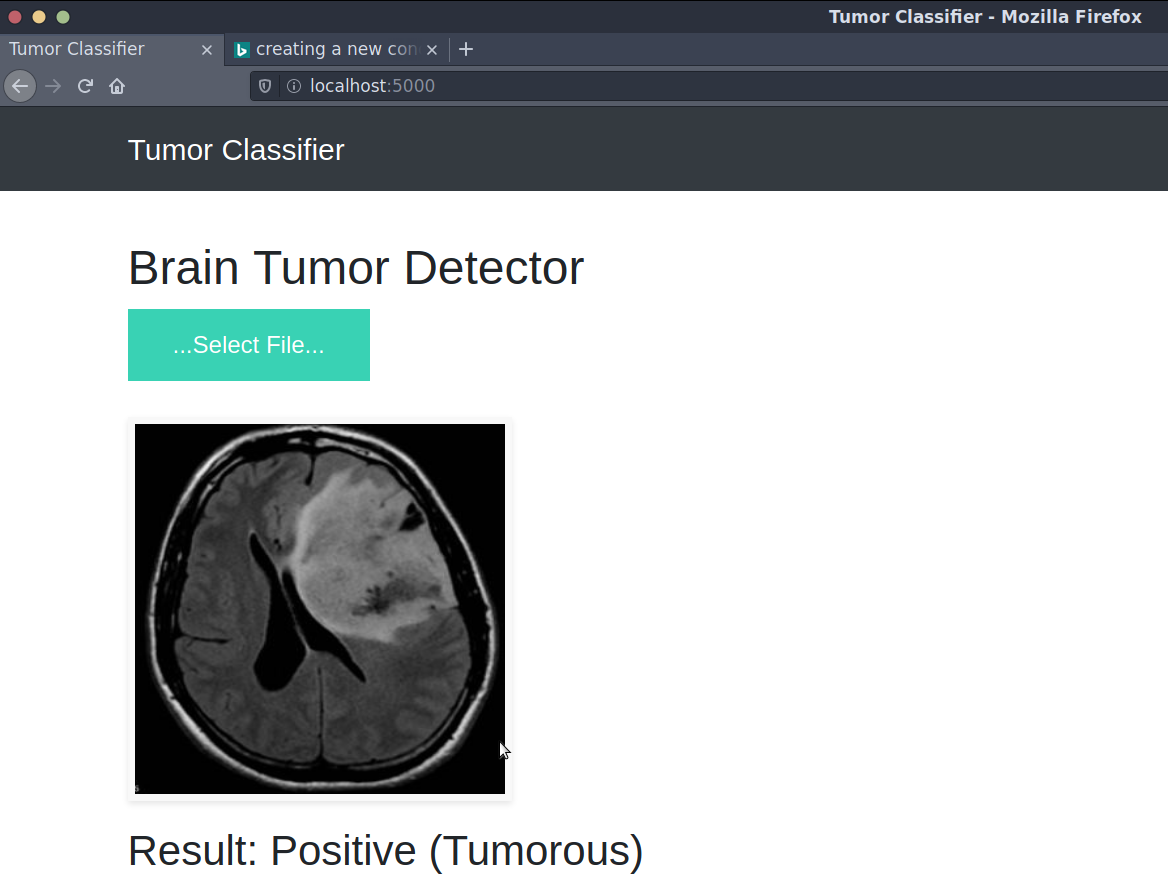 Tumor Classifier - Mozilla Firefox
Tumor Classifier
creating a new con
localhost:5000
Tumor Classifier
Brain Tumor Detector
...Select File...
Result: Positive (Tumorous)